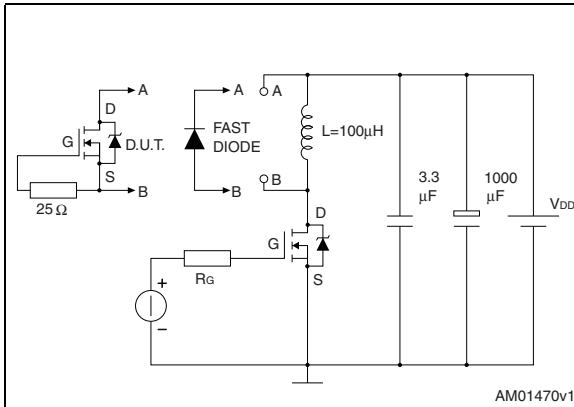 A
D
G
D.U.T.
S
B
25 Ω
A
FAST
DIODE
B
A
L=100μH
B
D
G
S
RG
+
–
3.3
μF
1000
μF
VDD
AM01470v1